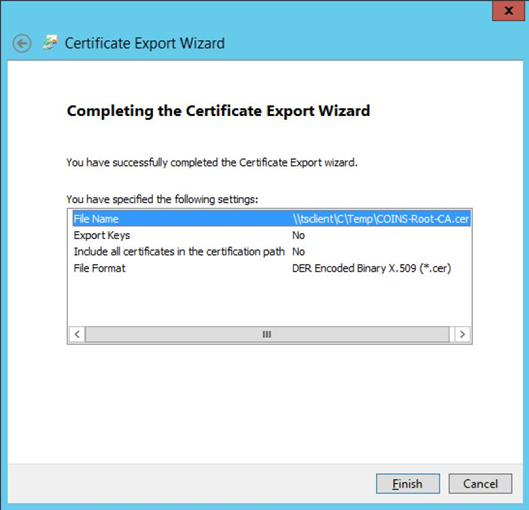 x
Certificate Export Wizard
Completing the Certificate Export Wizard
You have successfully completed the Certificate Export wizard.
You have specified the following settings:
File Name \\tsclient\C\Temp\COINS-Root-CA.cer
Export Keys No
Include all certificates in the certification path No
File Format DER Encoded Binary X.509 (*.cer)
Finish Cancel